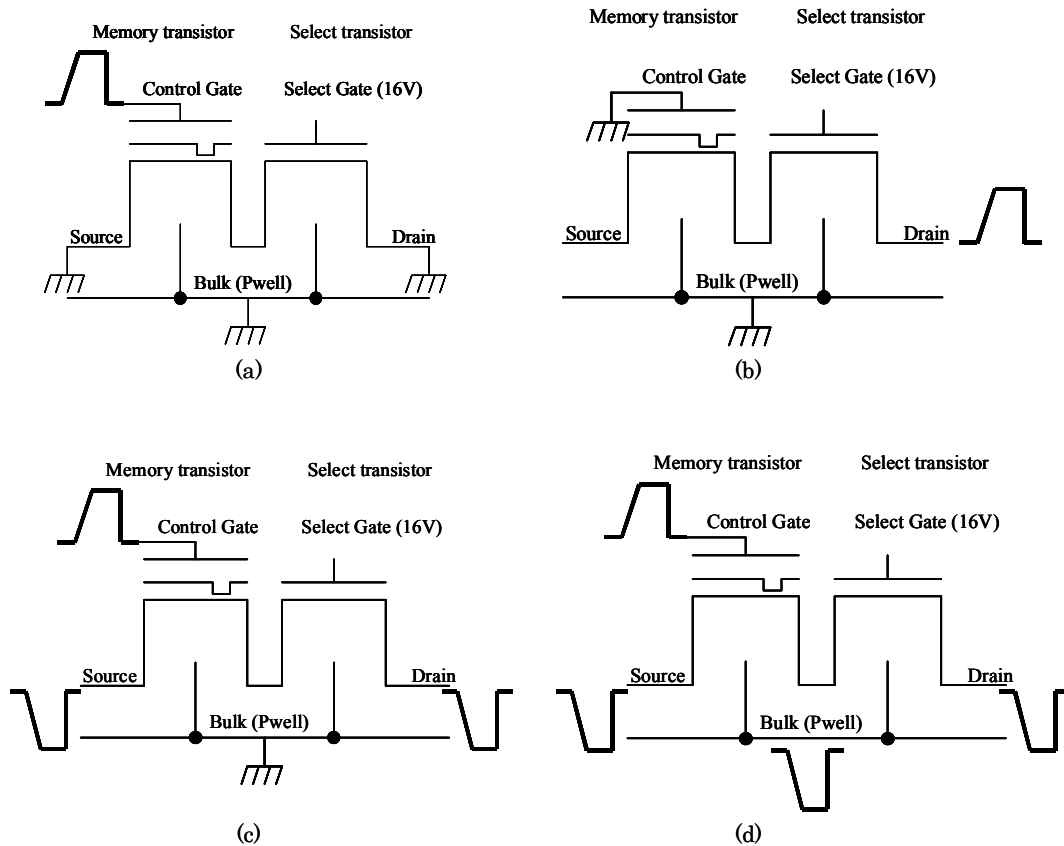 Memory transistor Select transistor
Control Gate Select Gate (16V)
Source Drain
Bulk (Pwell)
(a)
Memory transistor Select transistor
Control Gate Select Gate (16V)
Source Drain
Bulk (Pwell)
(b)
Memory transistor Select transistor
Control Gate Select Gate (16V)
Source Drain
Bulk (Pwell)
(c)
Memory transistor Select transistor
Control Gate Select Gate (16V)
Source Drain
Bulk (Pwell)
(d)